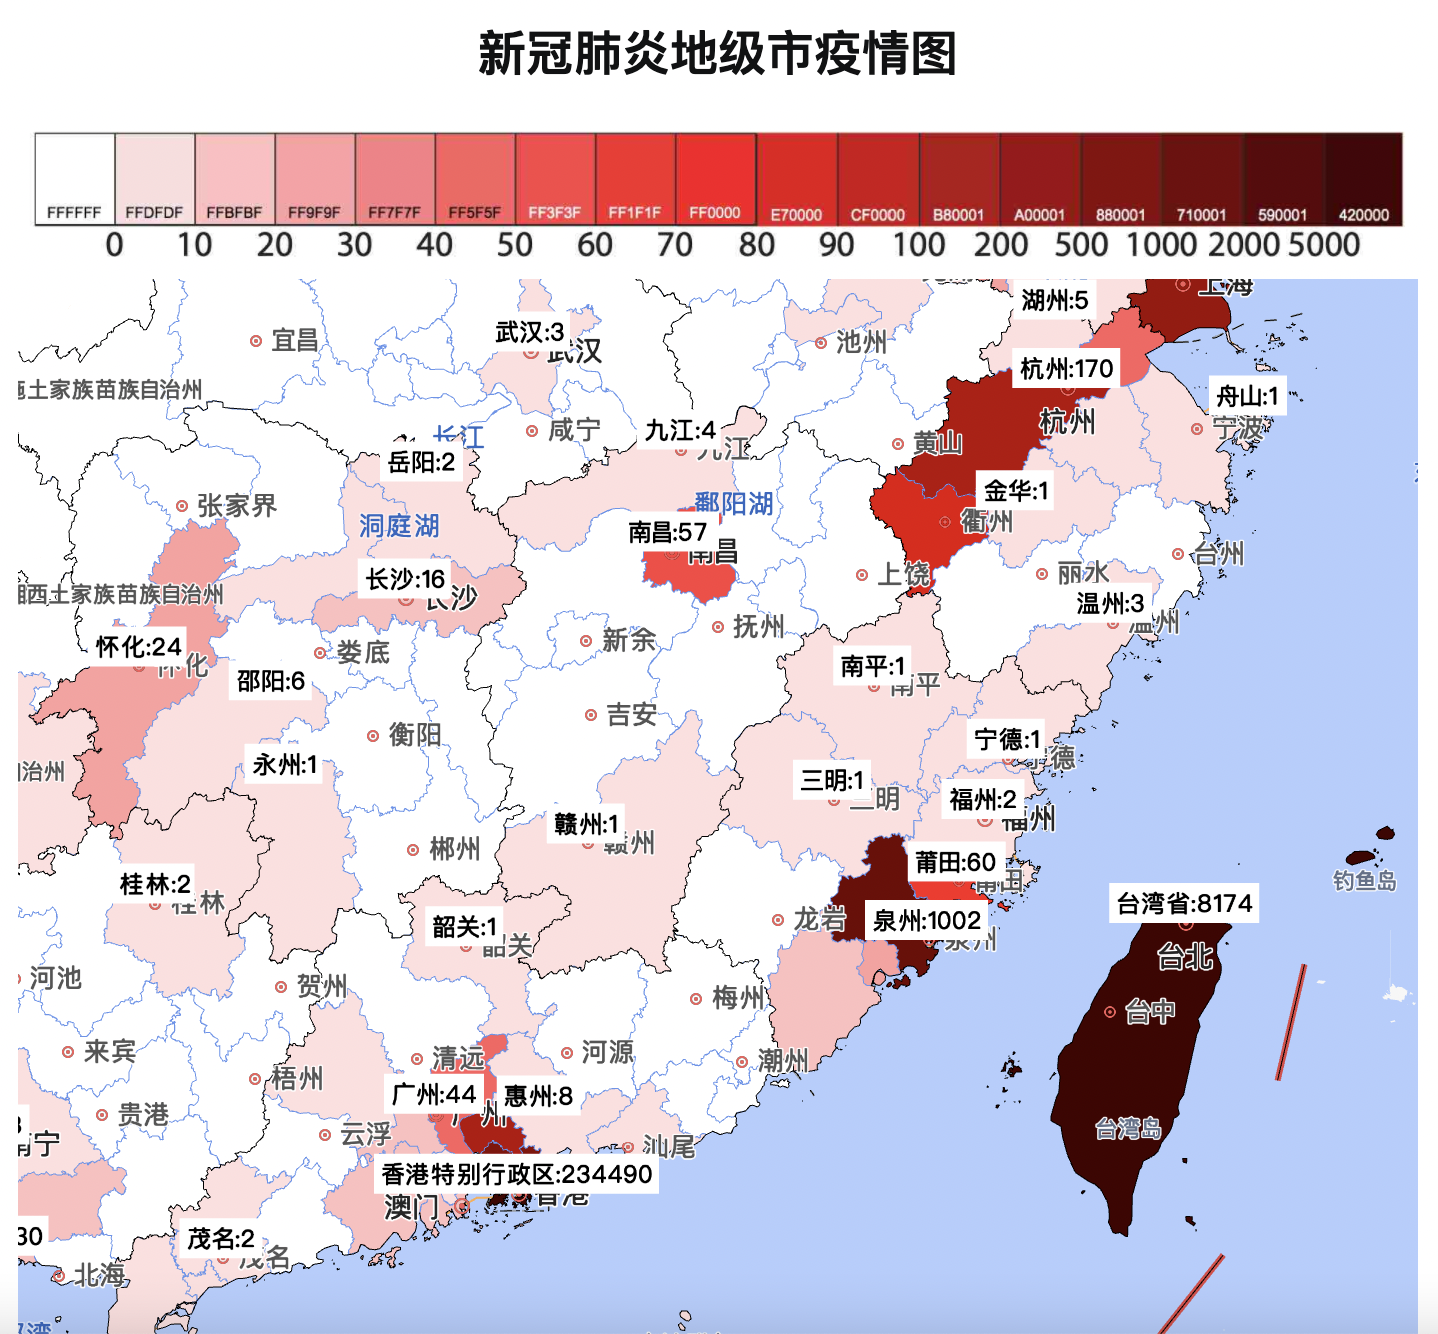 新冠肺炎地级市疫情图
FFFFFF FFDFDF FFBFBF FF9F9F FF7F7F FF5F5F FF3F3F FF1F1F FF0000 E70000 CF0000 B80001 A00001 880001 710001 590001 420000
0 10 20 30 40 50 60 70 80 90 100 200 500 1000 2000 5000
上海
湖州:5
武汉:3
宜昌
池州
武汉
杭州:170
土家族苗族自治州
舟山:1
杭州
咸宁
九江:4
宁波
长江
黄山
九江
岳阳:2
金华:1
张家界
鄱阳湖
洞庭湖
衢州
南昌:57
南昌
台州
长沙:16
上饶
丽水
西土家族苗族自治州
长沙
温州:3
温州
抚州
新余
怀化:24
怀化
娄底
南平:1
邵阳:6
南平
吉安
衡阳
宁德:1
宁德
永州:1
治州
三明:1
三明
福州:2
福州
赣州:1
赣州
郴州
莆田:60
莆田
钓鱼岛
桂林:2
桂林
台湾省:8174
龙岩
泉州:1002
泉州
韶关:1
韶关
台北
河池
贺州
梅州
台中
来宾
清远
河源
潮州
梧州
广州:44
惠州:8
广州
贵港
云浮
台湾岛
南宁
汕尾
香港特别行政区:234490
香港
澳门
30
茂名:2
茂名
北海
湾